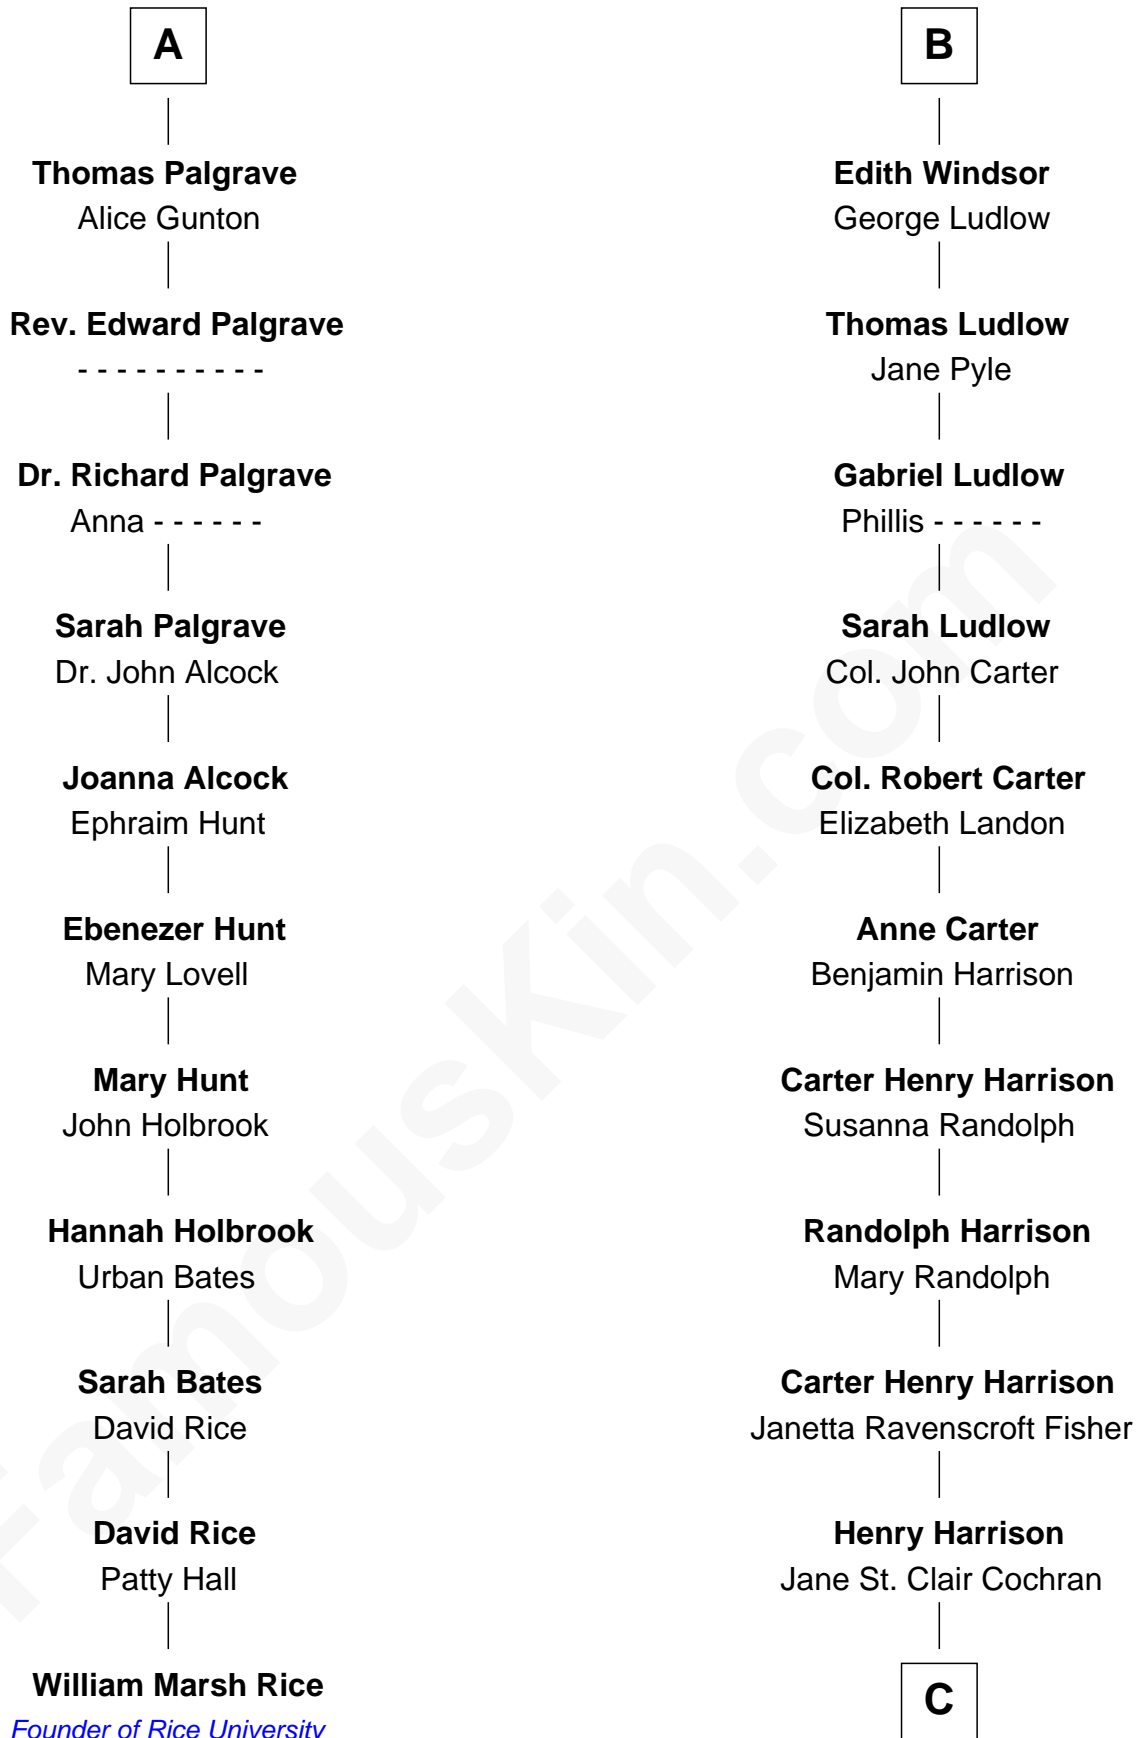 A
Thomas Palgrave
Alice Gunton
Rev. Edward Palgrave
- - - - - - - - - -
Dr. Richard Palgrave
Anna - - - - - -
Sarah Palgrave
Dr. John Alcock
Joanna Alcock
Ephraim Hunt
Ebenezer Hunt
Mary Lovell
Mary Hunt
John Holbrook
Hannah Holbrook
Urban Bates
Sarah Bates
David Rice
David Rice
Patty Hall
William Marsh Rice
Founder of Rice University
B
Edith Windsor
George Ludlow
Thomas Ludlow
Jane Pyle
Gabriel Ludlow
Phillis - - - - - -
Sarah Ludlow
Col. John Carter
Col. Robert Carter
Elizabeth Landon
Anne Carter
Benjamin Harrison
Carter Henry Harrison
Susanna Randolph
Randolph Harrison
Mary Randolph
Carter Henry Harrison
Janetta Ravenscroft Fisher
Henry Harrison
Jane St. Clair Cochran
C
FamousKin.com